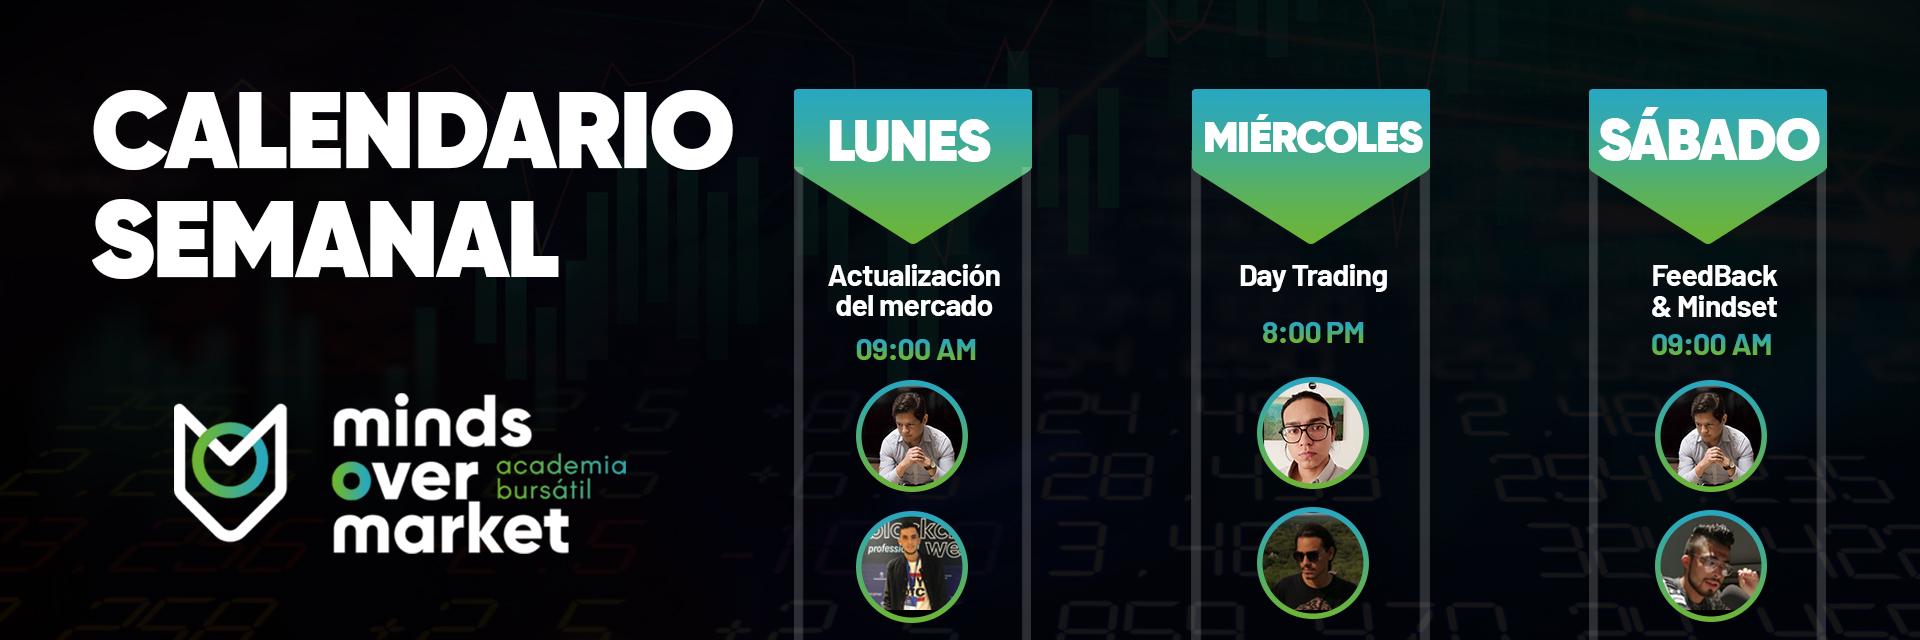 CALENDARIO
SEMANAL
minds
over
market
academia
bursátil
LUNES
Actualización
del mercado
09:00 AM
MIÉRCOLES
Day Trading
8:00 PM
SÁBADO
FeedBack
& Mindset
09:00 AM